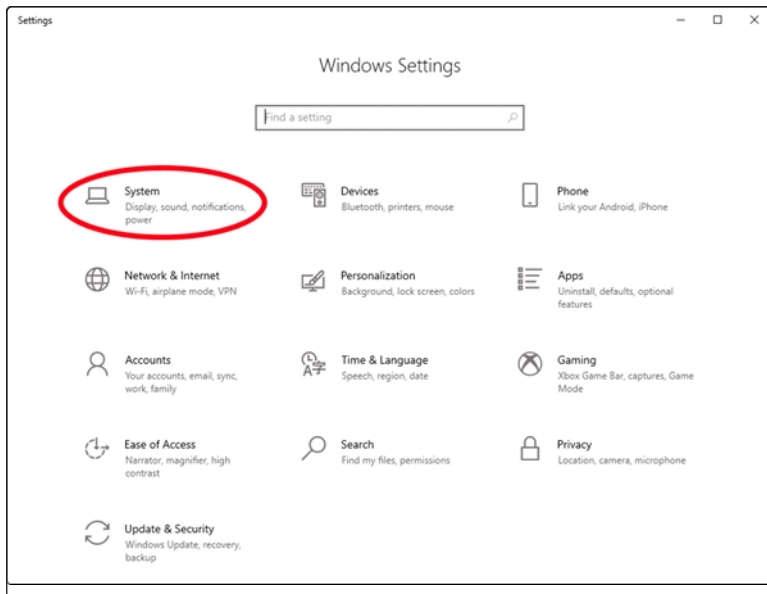 Settings
Windows Settings
Find a setting
System
Display, sound, notifications,
power
Devices
Bluetooth, printers, mouse
Phone
Link your Android, iPhone
Network & Internet
Wi-Fi, airplane mode, VPN
Personalization
Background, lock screen, colors
Apps
Uninstall, defaults, optional
features
Accounts
Your accounts, email, sync,
work, family
Time & Language
Speech, region, date
Gaming
Xbox Game Bar, captures, Game
Mode
Ease of Access
Narrator, magnifier, high
contrast
Search
Find my files, permissions
Privacy
Location, camera, microphone
Update & Security
Windows Update, recovery,
backup